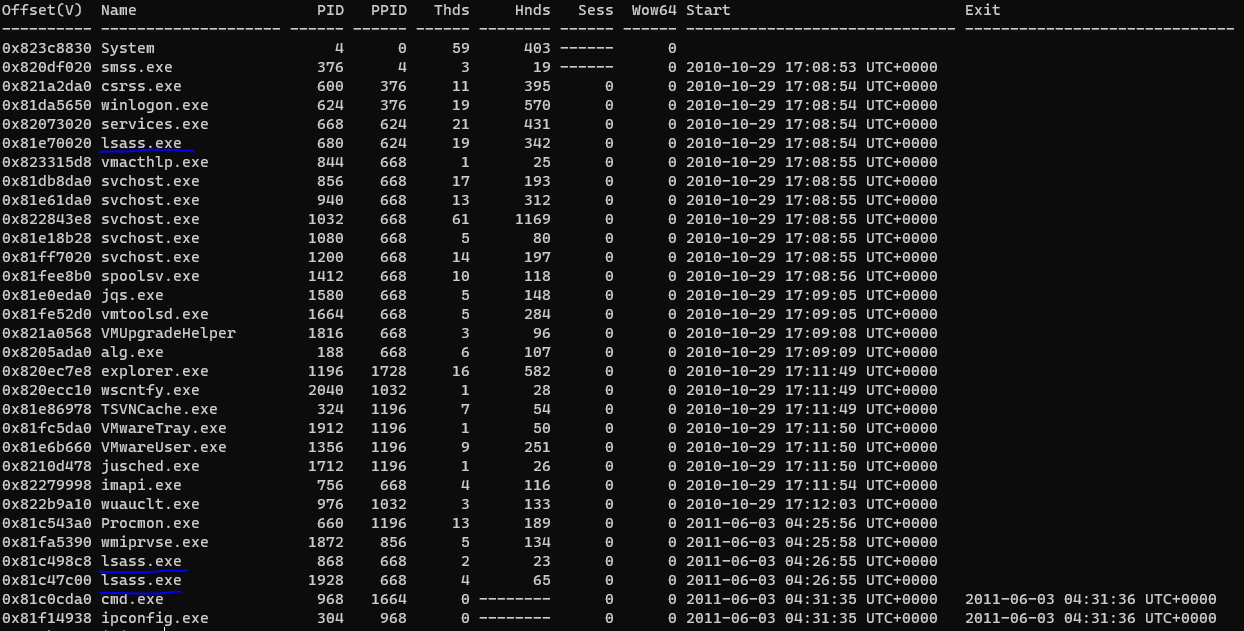 Offset(V)  Name                    PID   PPID   Thds     Hnds   Sess  Wow64 Start                          Exit
---------- -------------------- ------ ------ ------ -------- ------ ------ ------------------------------ ------------------------------
0x823c8830 System                    4      0     59      403 ------      0
0x820df020 smss.exe                376      4      3       19 ------      0 2010-10-29 17:08:53 UTC+0000
0x821a2da0 csrss.exe               600    376     11      395      0      0 2010-10-29 17:08:54 UTC+0000
0x81da5650 winlogon.exe            624    376     19      570      0      0 2010-10-29 17:08:54 UTC+0000
0x82073020 services.exe            668    624     21      431      0      0 2010-10-29 17:08:54 UTC+0000
0x81e70020 lsass.exe               680    624     19      342      0      0 2010-10-29 17:08:54 UTC+0000
0x823315d8 vmacthlp.exe            844    668      1       25      0      0 2010-10-29 17:08:55 UTC+0000
0x81db8da0 svchost.exe             856    668     17      193      0      0 2010-10-29 17:08:55 UTC+0000
0x81e61da0 svchost.exe             940    668     13      312      0      0 2010-10-29 17:08:55 UTC+0000
0x822843e8 svchost.exe            1032    668     61     1169      0      0 2010-10-29 17:08:55 UTC+0000
0x81e18b28 svchost.exe            1080    668      5       80      0      0 2010-10-29 17:08:55 UTC+0000
0x81ff7020 svchost.exe            1200    668     14      197      0      0 2010-10-29 17:08:55 UTC+0000
0x81fee8b0 spoolsv.exe            1412    668     10      118      0      0 2010-10-29 17:08:56 UTC+0000
0x81e0eda0 jqs.exe                1580    668      5      148      0      0 2010-10-29 17:09:05 UTC+0000
0x81fe52d0 vmtoolsd.exe           1664    668      5      284      0      0 2010-10-29 17:09:05 UTC+0000
0x821a0568 VMUpgradeHelper        1816    668      3       96      0      0 2010-10-29 17:09:08 UTC+0000
0x8205ada0 alg.exe                 188    668      6      107      0      0 2010-10-29 17:09:09 UTC+0000
0x820ec7e8 explorer.exe           1196   1728     16      582      0      0 2010-10-29 17:11:49 UTC+0000
0x820ecc10 wscntfy.exe            2040   1032      1       28      0      0 2010-10-29 17:11:49 UTC+0000
0x81e86978 TSVNCache.exe           324   1196      7       54      0      0 2010-10-29 17:11:49 UTC+0000
0x81fc5da0 VMwareTray.exe         1912   1196      1       50      0      0 2010-10-29 17:11:50 UTC+0000
0x81e6b660 VMwareUser.exe         1356   1196      9      251      0      0 2010-10-29 17:11:50 UTC+0000
0x8210d478 jusched.exe            1712   1196      1       26      0      0 2010-10-29 17:11:50 UTC+0000
0x82279998 imapi.exe               756    668      4      116      0      0 2010-10-29 17:11:54 UTC+0000
0x822b9a10 wuauclt.exe             976   1032      3      133      0      0 2010-10-29 17:12:03 UTC+0000
0x81c543a0 Procmon.exe             660   1196     13      189      0      0 2011-06-03 04:25:56 UTC+0000
0x81fa5390 wmiprvse.exe           1872    856      5      134      0      0 2011-06-03 04:25:58 UTC+0000
0x81c498c8 lsass.exe               868    668      2       23      0      0 2011-06-03 04:26:55 UTC+0000
0x81c47c00 lsass.exe              1928    668      4       65      0      0 2011-06-03 04:26:55 UTC+0000
0x81c0cda0 cmd.exe                 968   1664      0 --------      0      0 2011-06-03 04:31:35 UTC+0000   2011-06-03 04:31:36 UTC+0000
0x81f14938 ipconfig.exe            304    968      0 --------      0      0 2011-06-03 04:31:35 UTC+0000   2011-06-03 04:31:36 UTC+0000